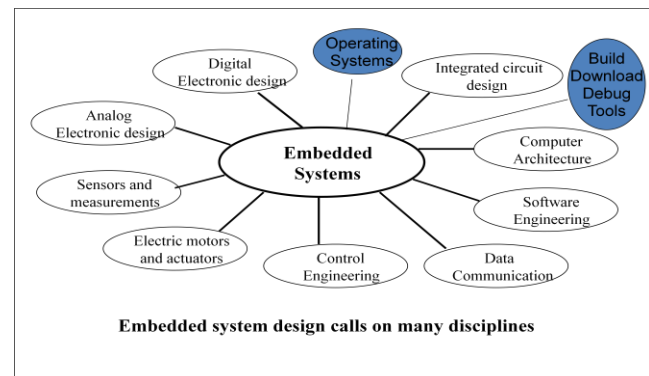 Operating
Systems
Build
Download
Debug
Tools
Digital
Electronic design
Integrated circuit
design
Analog
Electronic design
Embedded
Systems
Computer
Architecture
Sensors and
measurements
Software
Engineering
Electric motors
and actuators
Control
Engineering
Data
Communication
Embedded system design calls on many disciplines